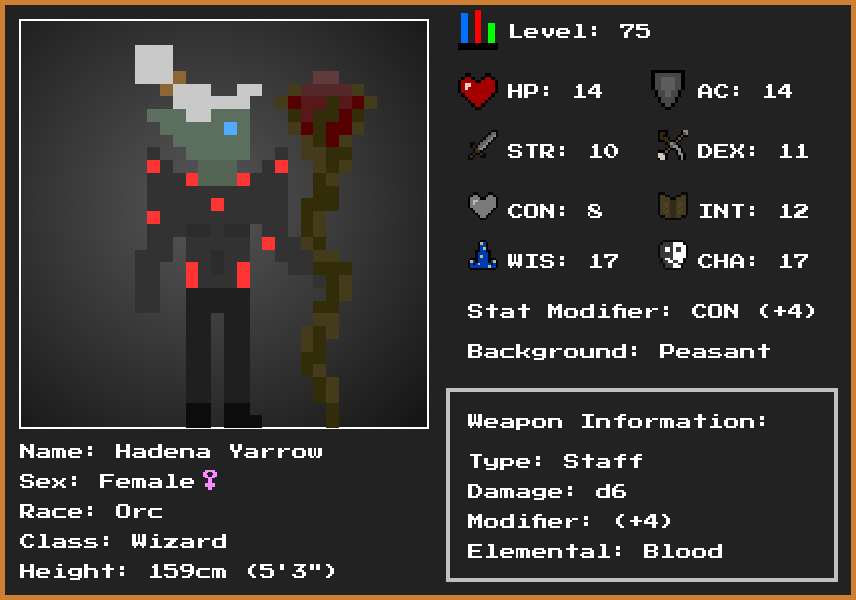 Level: 75
HP: 14 AC: 14
STR: 10 DEX: 11
CON: 8 INT: 12
WIS: 17 CHA: 17
Stat Modifier: CON (+4)
Background: Peasant
Weapon Information:
Type: Staff
Damage: d6
Modifier: (+4)
Elemental: Blood
Name: Hadena Yarrow
Sex: Female♀
Race: Orc
Class: Wizard
Height: 159cm (5'3")